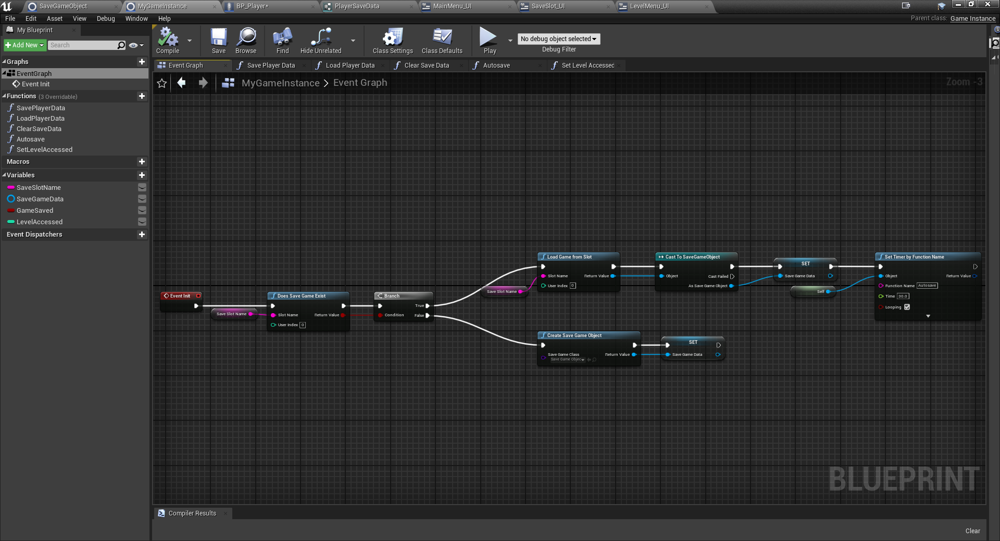 SaveGameObject
MyGameInstance
BP_Player*
PlayerSaveData
MainMenu_UI
SaveSlot_UI
LevelMenu_UI
File Edit Asset View Debug Window Help
Parent class: Game Instance
My Blueprint
Add New
Search
Graphs
EventGraph
Event Init
Functions (3 Overridable)
SavePlayerData
LoadPlayerData
ClearSaveData
Autosave
SetLevelAccessed
Macros
Variables
SaveSlotName
SaveGameData
GameSaved
LevelAccessed
Event Dispatchers
Compile
Save
Browse
Find
Hide Unrelated
Class Settings
Class Defaults
Play
No debug object selected
Debug Filter
Event Graph
Save Player Data
Load Player Data
Clear Save Data
Autosave
Set Level Accessed
MyGameInstance > Event Graph
Zoom -3
Event Init
Save Slot Name
Does Save Game Exist
Slot Name Return Value
User Index 0
Branch
True
Condition False
Save Slot Name
Load Game from Slot
Slot Name Return Value
User Index 0
Cast To SaveGameObject
Object Cast Failed
As Save Game Object
SET
Save Game Data
Self
Set Timer by Function Name
Object Return Value
Function Name Autosave
Time 30.0
Looping
Create Save Game Object
Save Game Class Return Value
Save Game Objec
SET
Save Game Data
BLUEPRINT
Compiler Results
Clear